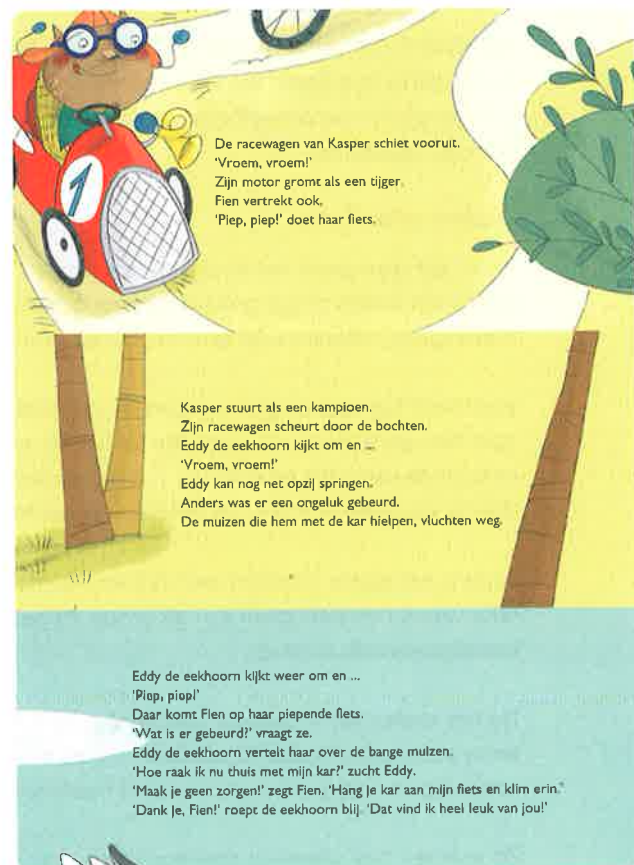 1
De racewagen van Kasper schiet vooruit.
'Vroem, vroem!'
Zijn motor gromt als een tijger.
Fien vertrekt ook.
'Piep, piep!' doet haar fiets.
Kasper stuurt als een kampioen.
Zijn racewagen scheurt door de bochten.
Eddy de eekhoorn kijkt om en ...
'Vroem, vroem!'
Eddy kan nog net opzij springen.
Anders was er een ongeluk gebeurd.
De muizen die hem met de kar hielpen, vluchten weg.
Eddy de eekhoorn kijkt weer om en ...
'Piep, piep!'
Daar komt Fien op haar piepende fiets.
'Wat is er gebeurd?' vraagt ze.
Eddy de eekhoorn vertelt haar over de bange muizen.
'Hoe raak ik nu thuis met mijn kar?' zucht Eddy.
'Maak je geen zorgen!' zegt Fien. 'Hang je kar aan mijn fiets en klim erin.'
'Dank je, Fien!' roept de eekhoorn blij. 'Dat vind ik heel leuk van jou!'